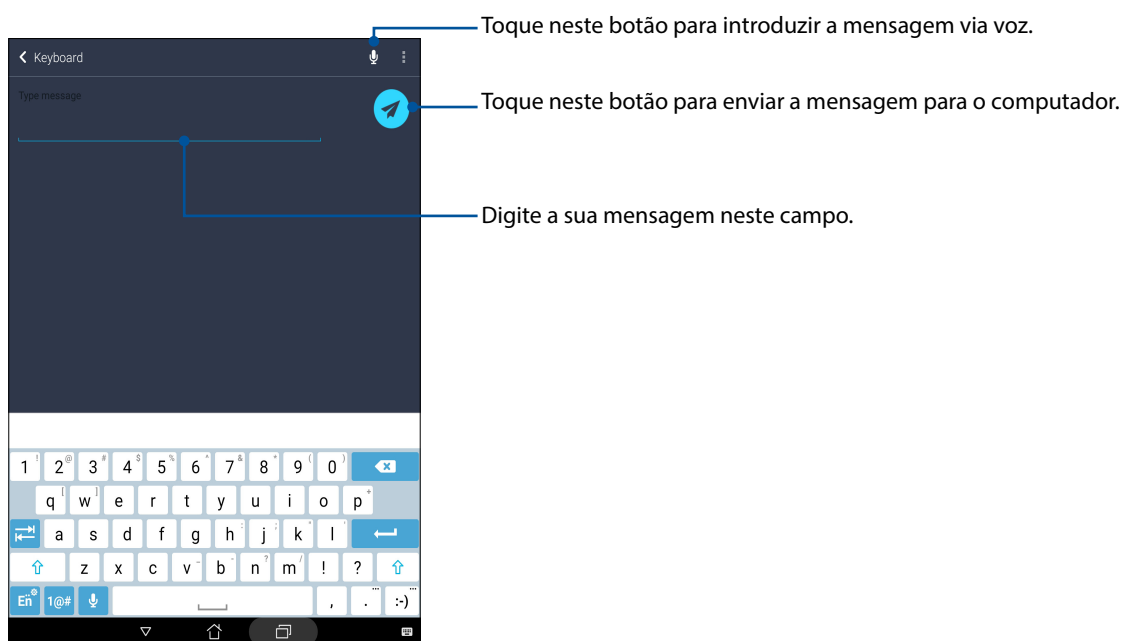 Toque neste botão para introduzir a mensagem via voz.
Keyboard
Type message
Toque neste botão para enviar a mensagem para o computador.
Digite a sua mensagem neste campo.
1 ! 2 @ 3 # 4 $ 5 % 6 ^ 7 & 8 * 9 ( 0 )
q [ w ] e r t y u i o p +
a s d f g h : j ; k " l '
z x c v - b _ n ? m / ! ?
En 1@# , . ... :-) ...